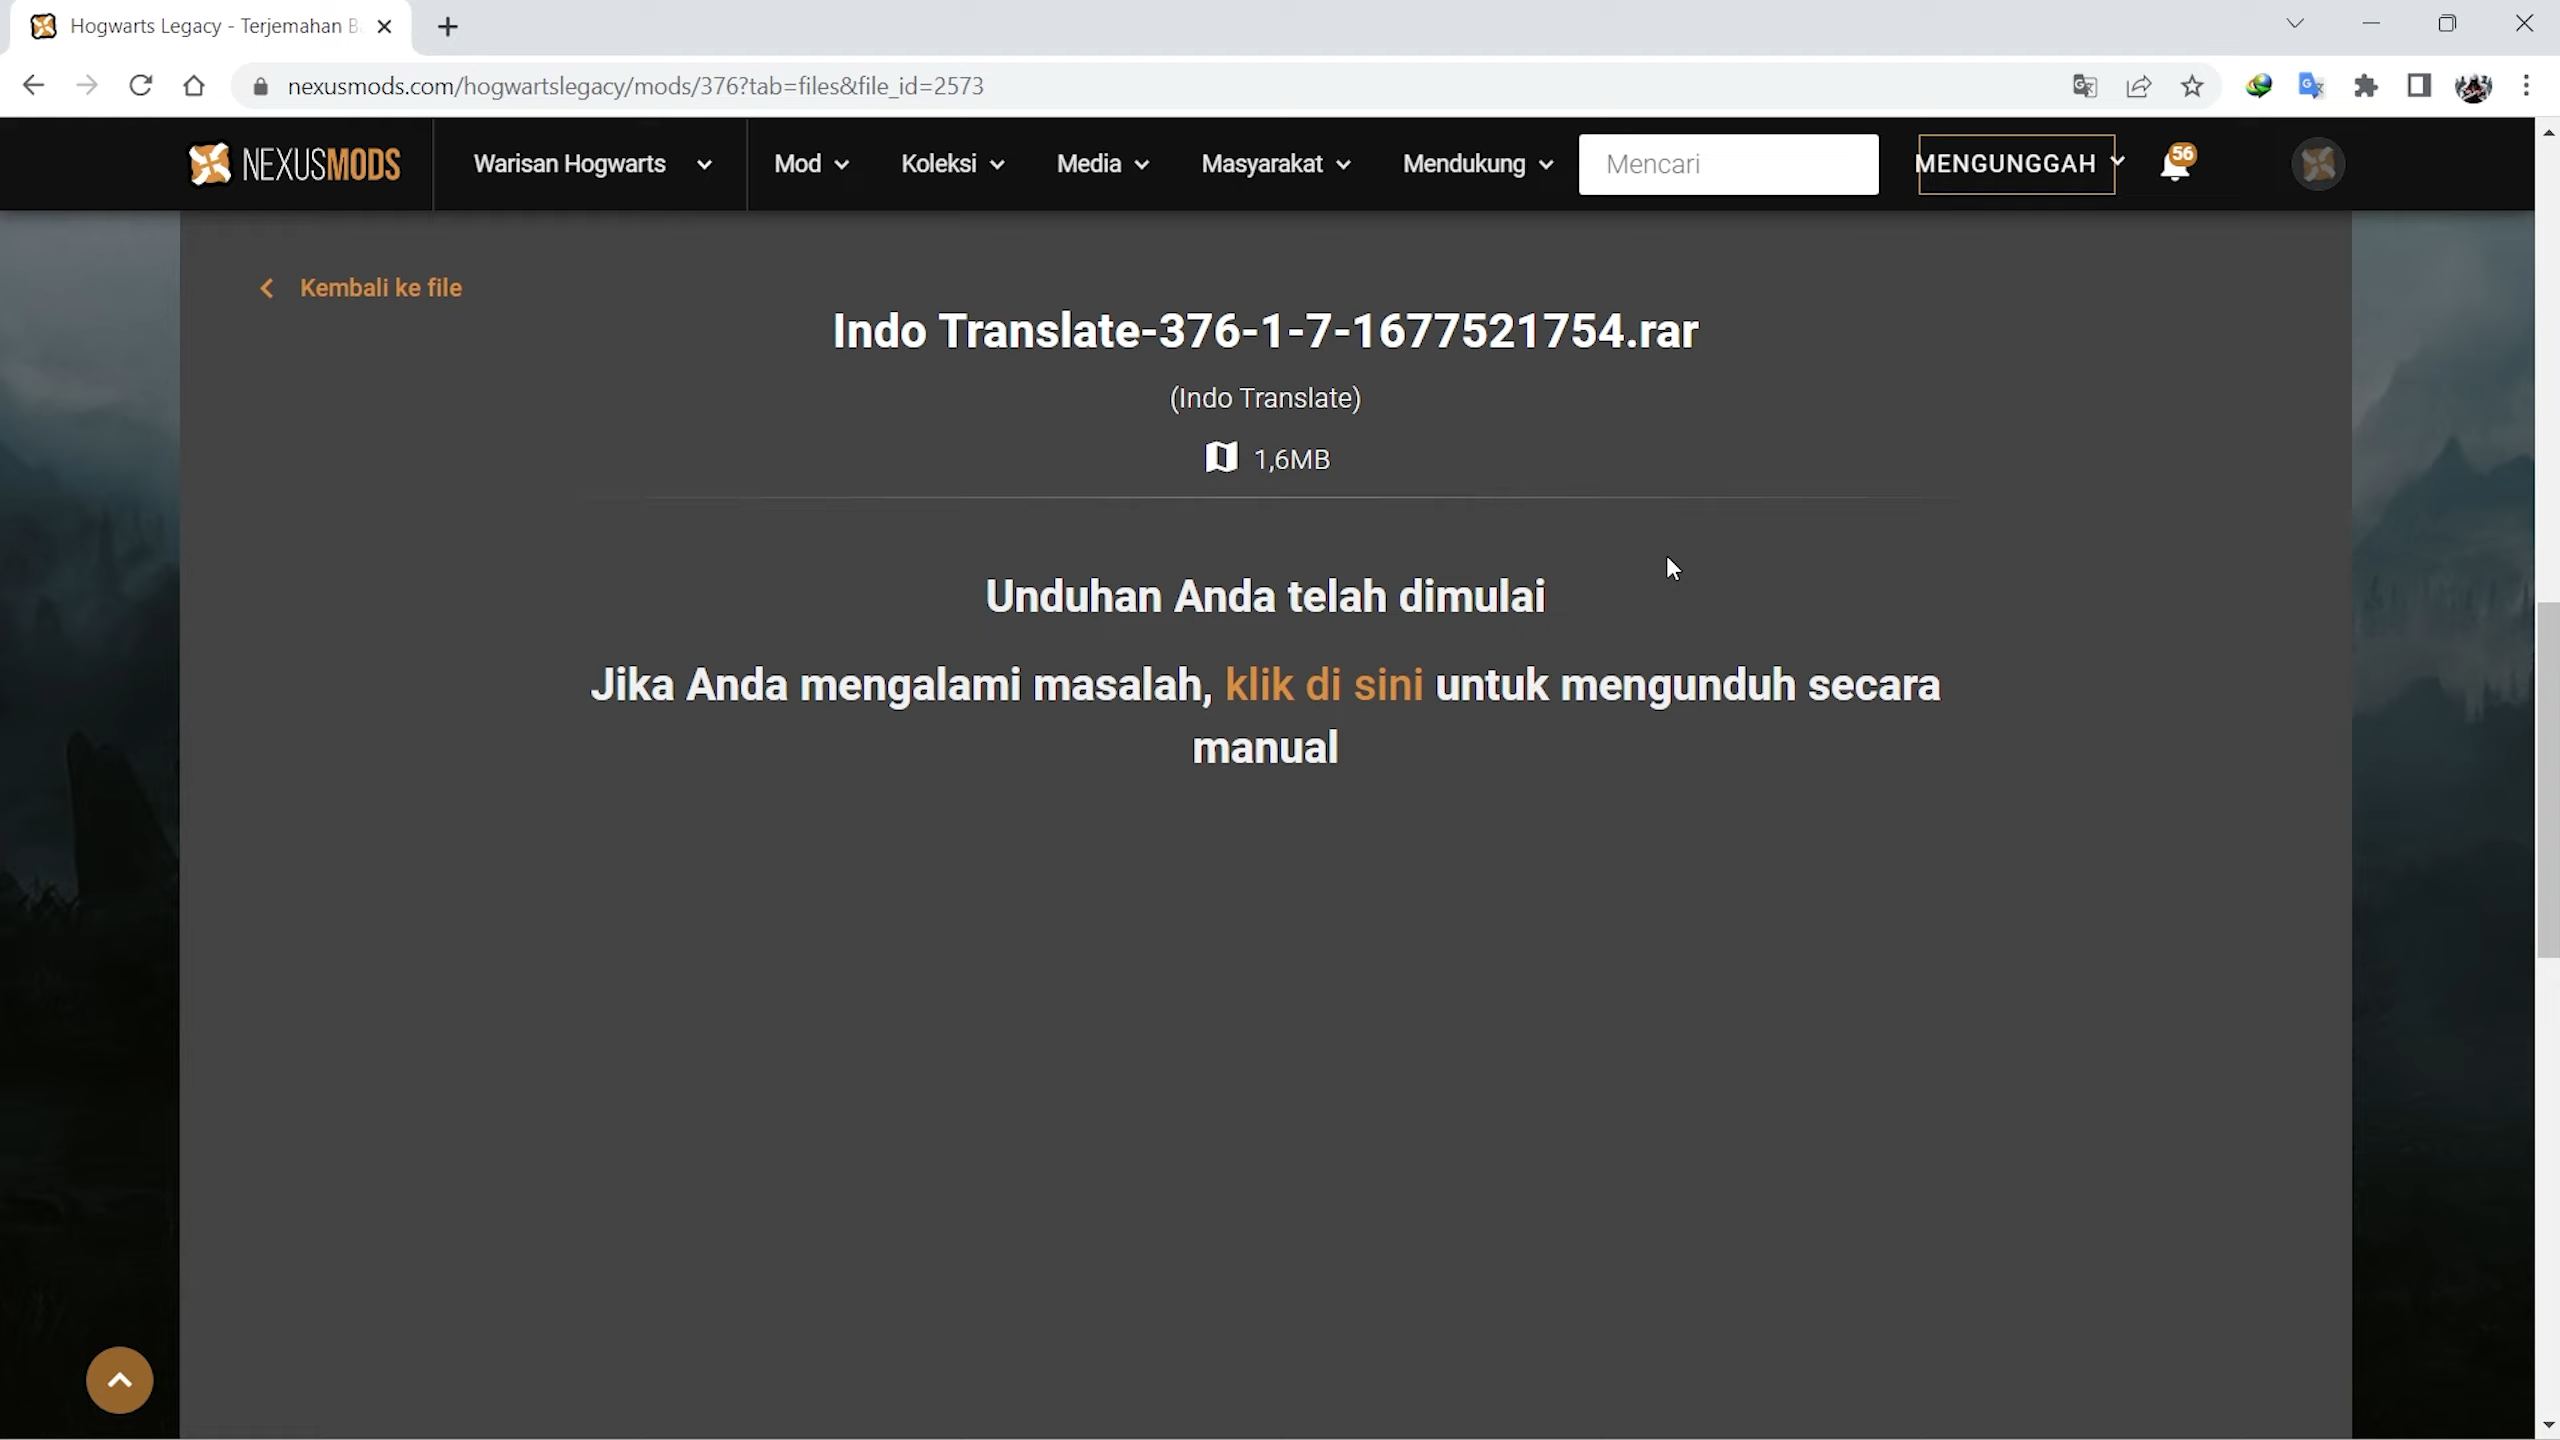 Hogwarts Legacy - Terjemahan B
nexusmods.com/hogwartslegacy/mods/376?tab=files&file_id=2573
NEXUSMODS
Warisan Hogwarts
Mod
Koleksi
Media
Masyarakat
Mendukung
Mencari
MENGUNGGAH
56
Kembali ke file
Indo Translate-376-1-7-1677521754.rar
(Indo Translate)
1,6MB
Unduhan Anda telah dimulai
Jika Anda mengalami masalah, klik di sini untuk mengunduh secara
manual